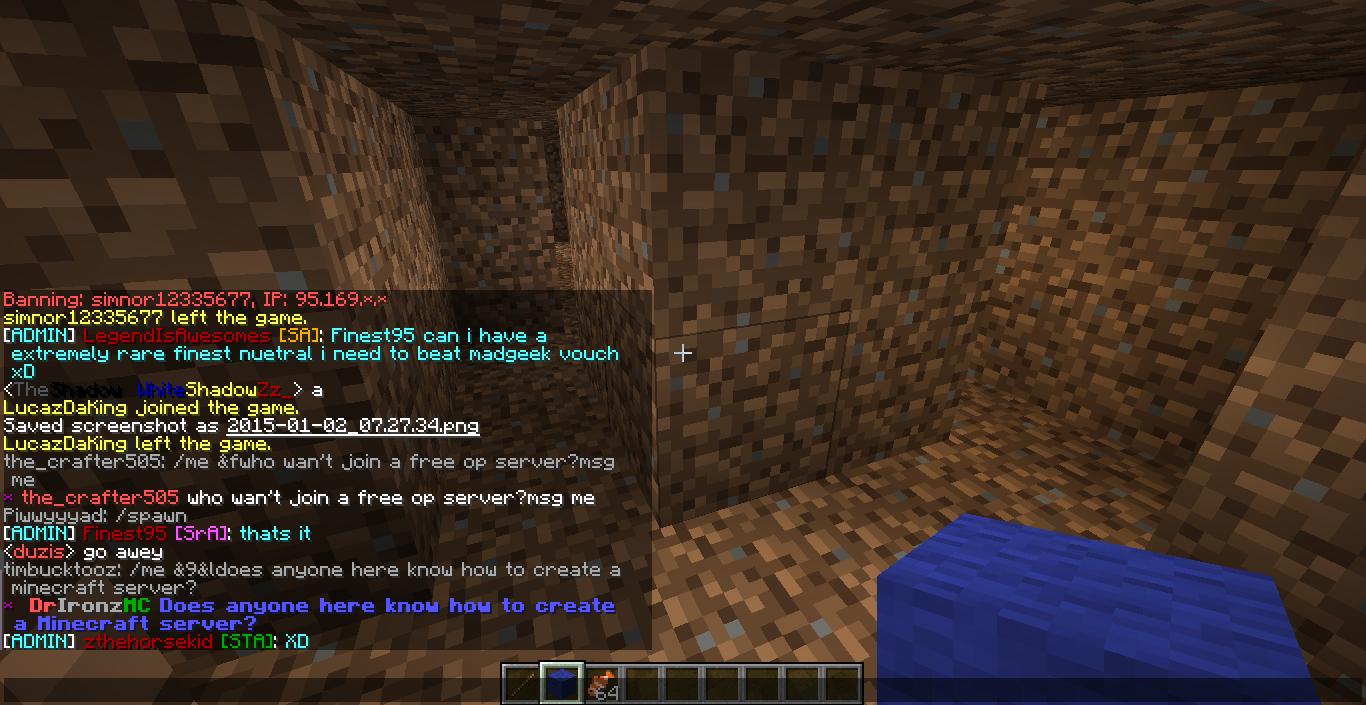 Banning: simnor12335677, IP: 95.169.x.x
simnor12335677 left the game.
[ADMIN] LegendIsAwesomes [SA]: Finest95 can i have a
extremely rare finest nuetral i need to beat madgeek vouch
xD
<The Shadow WhiteShadowZz_> a
LucazDaKing joined the game.
Saved screenshot as 2015-01-02_07.27.34.png
LucazDaKing left the game.
the_crafter505: /me &fwho wan't join a free op server?msg
me
* the_crafter505 who wan't join a free op server?msg me
Piwwyyyad: /spawn
[ADMIN] Finest95 [SrA]: thats it
<duzis> go awey
timbucktooz: /me &9&ldoes anyone here know how to create a
minecraft server?
* DrIronzMC Does anyone here know how to create
a Minecraft server?
[ADMIN] zthehorsekid [STA]: XD
64